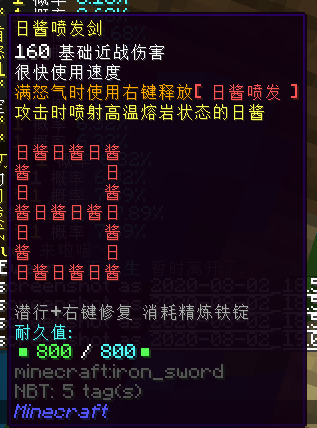 日酱喷发剑
160 基础近战伤害
很快使用速度
满怒气时使用右键释放[ 日酱喷发 ]
攻击时喷射高温熔岩状态的日酱
日酱日酱日酱
酱 日
日 酱
酱日酱日酱日
日 酱
酱 日
日酱日酱日酱
潜行+右键修复 消耗精炼铁锭
耐久值:
800 / 800
minecraft:iron_sword
NBT: 5 tag(s)
Minecraft